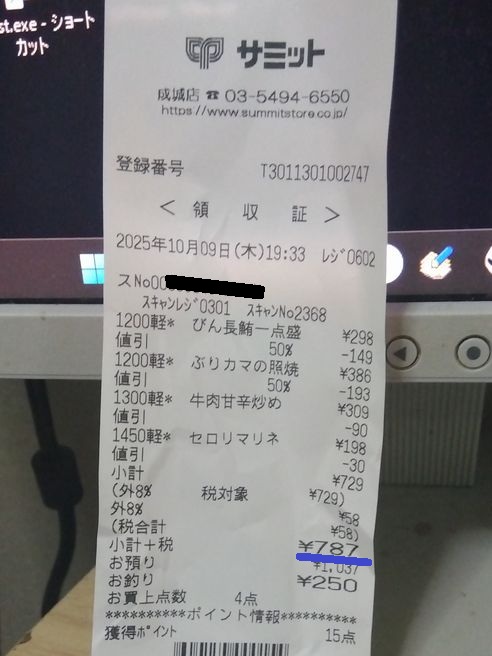 st.exe - ショート
カット
サミット
成城店 ☎ 03-5494-6550
https://www.summitstore.co.jp/
登録番号 T3011301002747
< 領 収 証 >
2025年10月09日(木)19:33 ﾚｼﾞ0602
スNo00
ｽｷｬﾝﾚｼﾞ0301 ｽｷｬﾝNo2368
1200軽* びん長鮪一点盛 ¥298
値引 50% -149
1200軽* ぶりカマの照焼 ¥386
値引 50% -193
1300軽* 牛肉甘辛炒め ¥309
値引 -90
1450軽* セロリマリネ ¥198
値引 -30
小計 ¥729
(外8% 税対象 ¥729)
外8% ¥58
(税合計 ¥58)
小計+税 ¥787
お預り ¥1,037
お釣り ¥250
お買上点数 4点
**********ポイント情報**********
獲得ﾎﾟｲﾝﾄ 15点